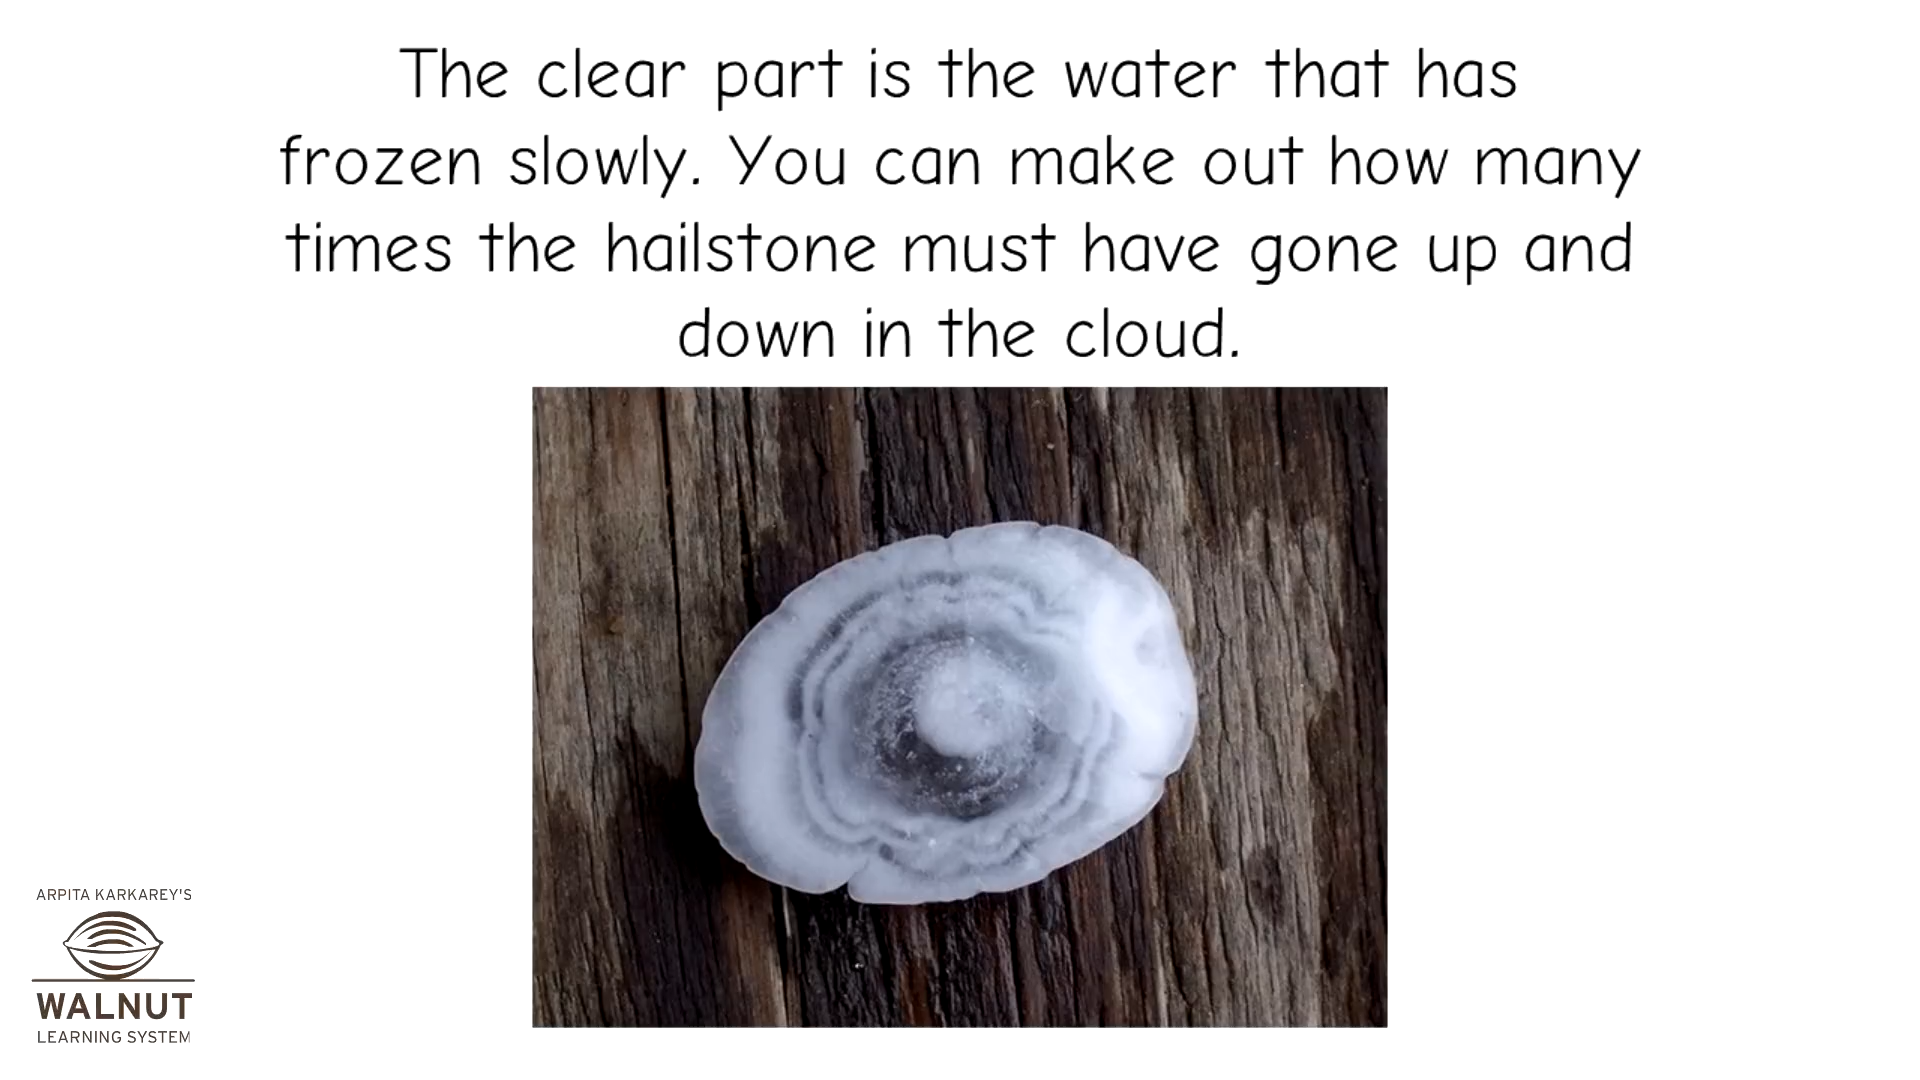 The clear part is the water that has
frozen slowly. You can make out how many
times the hailstone must have gone up and
down in the cloud.
ARPITA KARKAREY'S
WALNUT
LEARNING SYSTEM